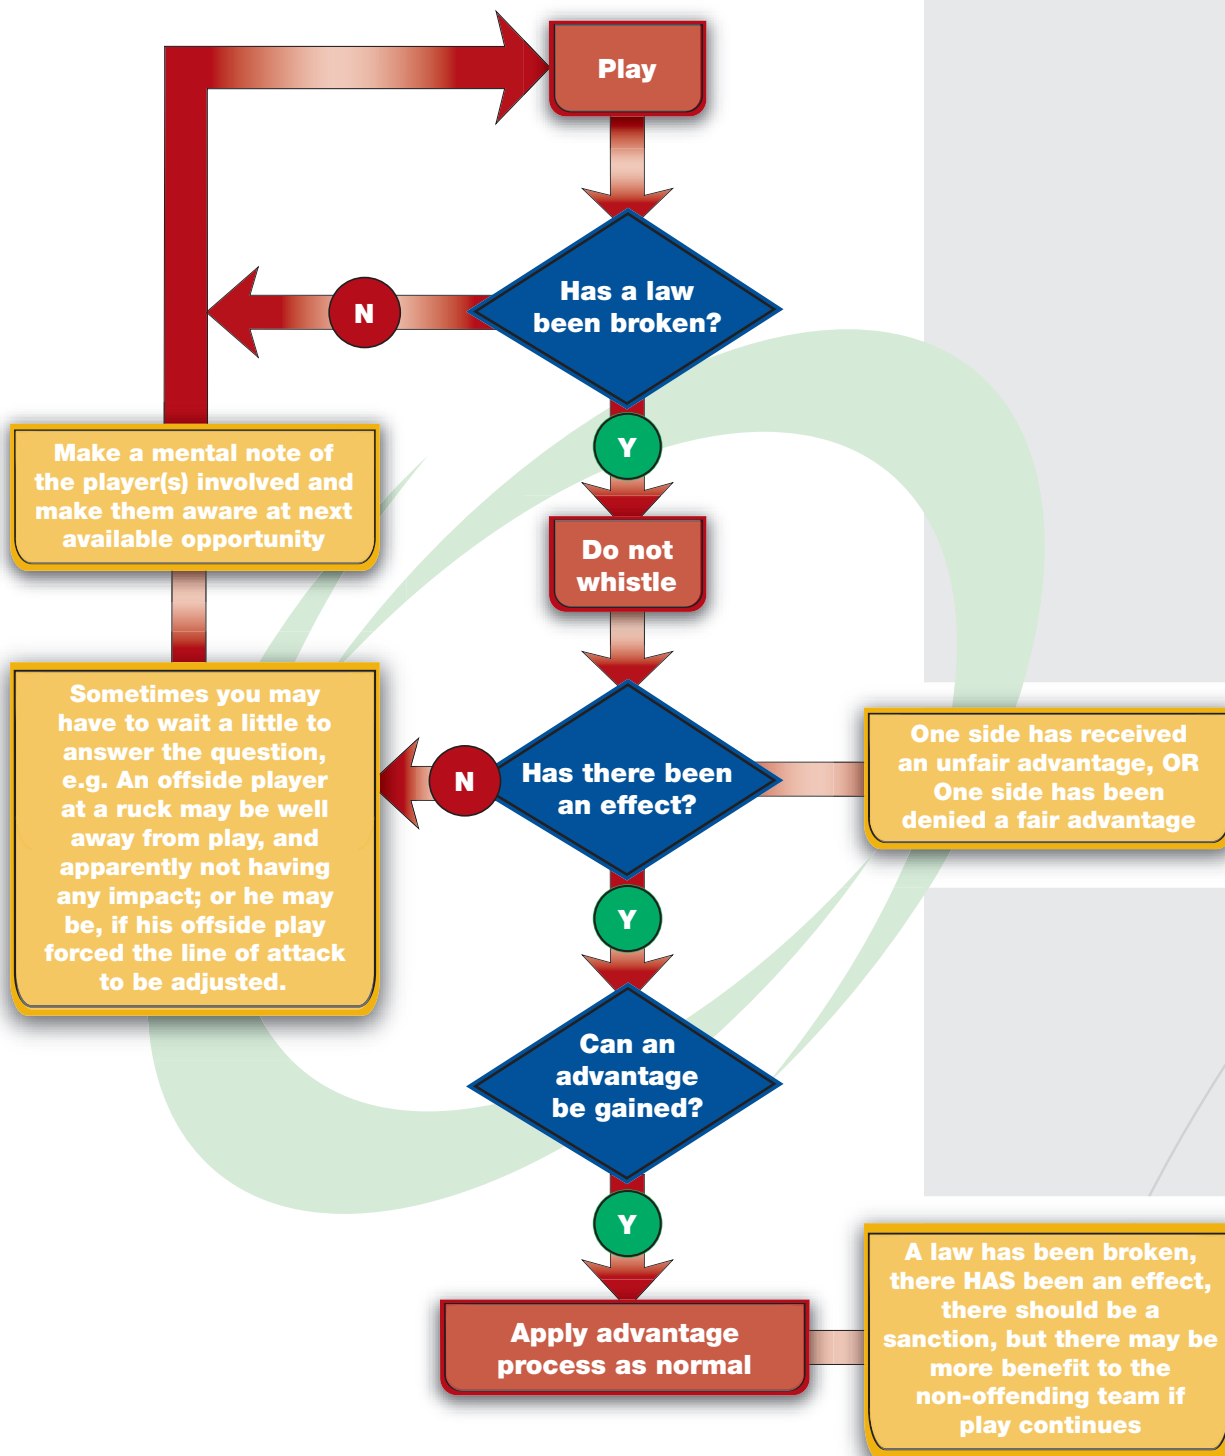 Play
Has a law
been broken?
N
Y
Make a mental note of
the player(s) involved and
make them aware at next
available opportunity
Do not
whistle
Sometimes you may
have to wait a little to
answer the question,
e.g. An offside player
at a ruck may be well
away from play, and
apparently not having
any impact; or he may
be, if his offside play
forced the line of attack
to be adjusted.
N
Has there been
an effect?
One side has received
an unfair advantage, OR
One side has been
denied a fair advantage
Y
Can an
advantage
be gained?
Y
Apply advantage
process as normal
A law has been broken,
there HAS been an effect,
there should be a
sanction, but there may be
more benefit to the
non-offending team if
play continues